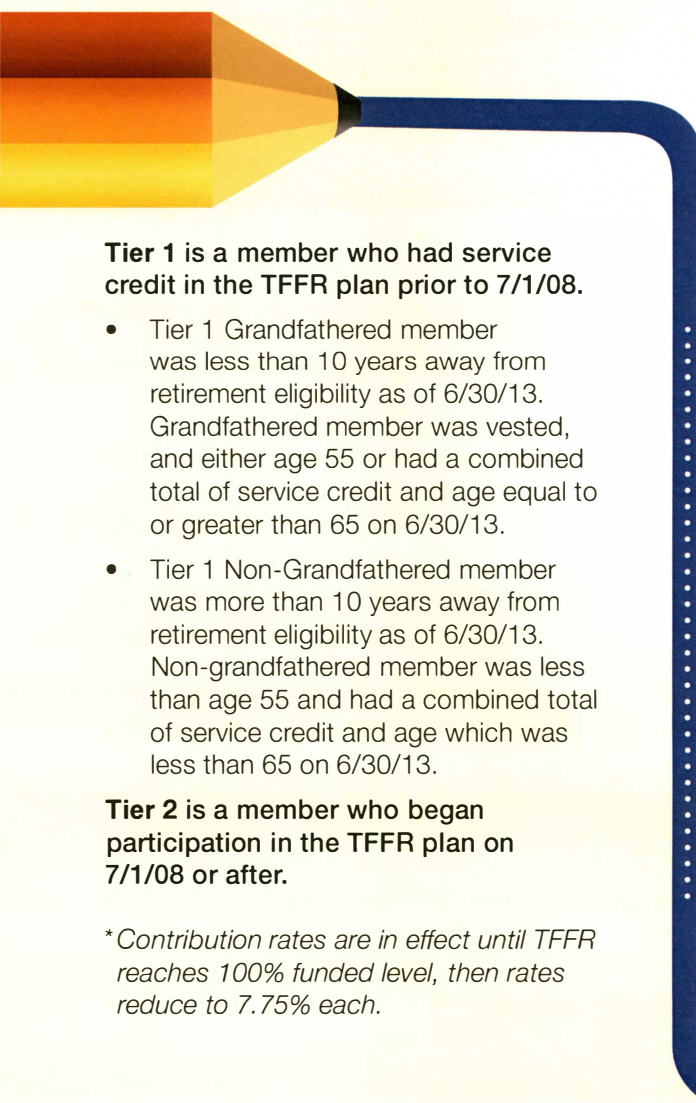 Tier 1 is a member who had service
credit in the TFFR plan prior to 7/1/08.
• Tier 1 Grandfathered member
was less than 10 years away from
retirement eligibility as of 6/30/13.
Grandfathered member was vested,
and either age 55 or had a combined
total of service credit and age equal to
or greater than 65 on 6/30/13.
• Tier 1 Non-Grandfathered member
was more than 10 years away from
retirement eligibility as of 6/30/13.
Non-grandfathered member was less
than age 55 and had a combined total
of service credit and age which was
less than 65 on 6/30/13.
Tier 2 is a member who began
participation in the TFFR plan on
7/1/08 or after.
*Contribution rates are in effect until TFFR
reaches 100% funded level, then rates
reduce to 7.75% each.